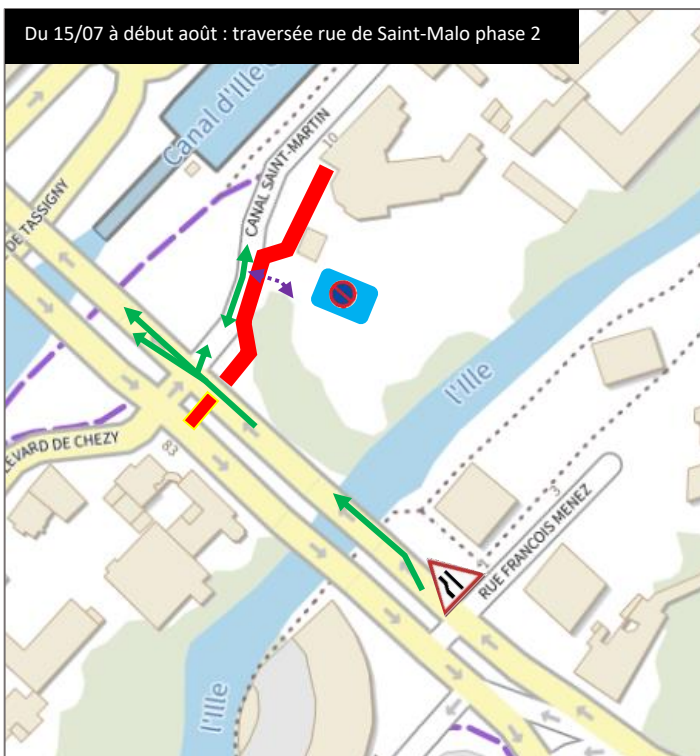 Du 15/07 à début août : traversée rue de Saint-Malo phase 2
Canal d'Ille
CANAL SAINT-MARTIN
10
DE TASSIGNY
l'Ille
LEVARD DE CHEZY
83
3
RUE FRANCOIS MENEZ
l'Ille